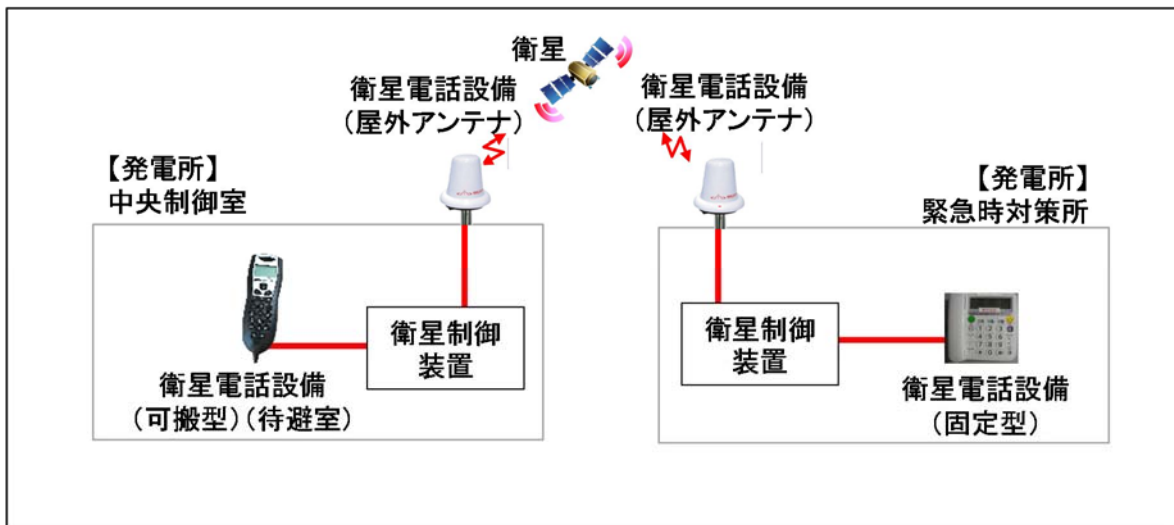 衛星
衛星電話設備
（屋外アンテナ）
衛星電話設備
（屋外アンテナ）
【発電所】
中央制御室
【発電所】
緊急時対策所
衛星制御
装置
衛星電話設備
（可搬型）（待避室）
衛星制御
装置
衛星電話設備
（固定型）